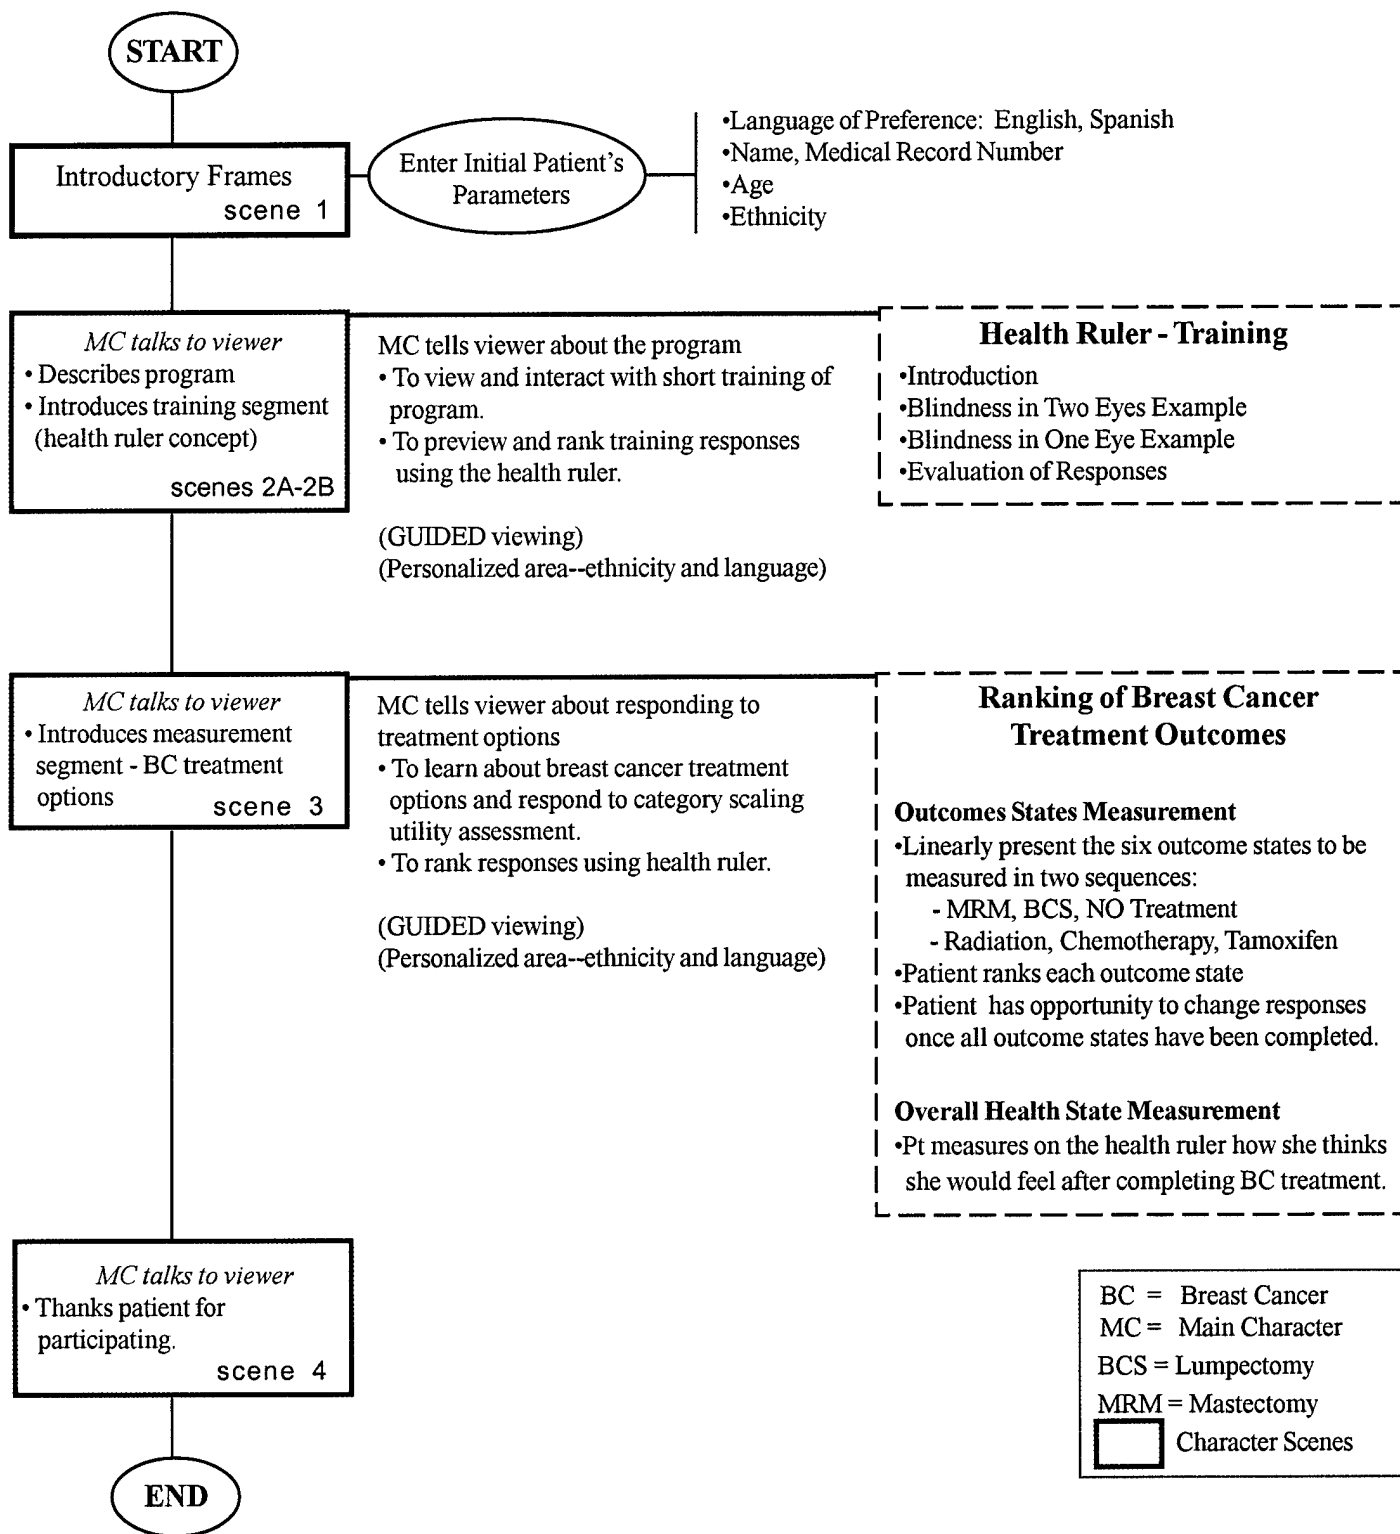 START
Introductory Frames
scene 1
Enter Initial Patient's
Parameters
•Language of Preference: English, Spanish
•Name, Medical Record Number
•Age
•Ethnicity
MC talks to viewer
• Describes program
• Introduces training segment
(health ruler concept)
scenes 2A-2B
MC tells viewer about the program
• To view and interact with short training of
program.
• To preview and rank training responses
using the health ruler.
(GUIDED viewing)
(Personalized area--ethnicity and language)
Health Ruler - Training
•Introduction
•Blindness in Two Eyes Example
•Blindness in One Eye Example
•Evaluation of Responses
MC talks to viewer
• Introduces measurement
segment - BC treatment
options
scene 3
MC tells viewer about responding to
treatment options
• To learn about breast cancer treatment
options and respond to category scaling
utility assessment.
• To rank responses using health ruler.
(GUIDED viewing)
(Personalized area--ethnicity and language)
Ranking of Breast Cancer
Treatment Outcomes
Outcomes States Measurement
•Linearly present the six outcome states to be
measured in two sequences:
- MRM, BCS, NO Treatment
- Radiation, Chemotherapy, Tamoxifen
•Patient ranks each outcome state
•Patient has opportunity to change responses
once all outcome states have been completed.
Overall Health State Measurement
•Pt measures on the health ruler how she thinks
she would feel after completing BC treatment.
MC talks to viewer
• Thanks patient for
participating.
scene 4
END
BC = Breast Cancer
MC = Main Character
BCS = Lumpectomy
MRM = Mastectomy
Character Scenes